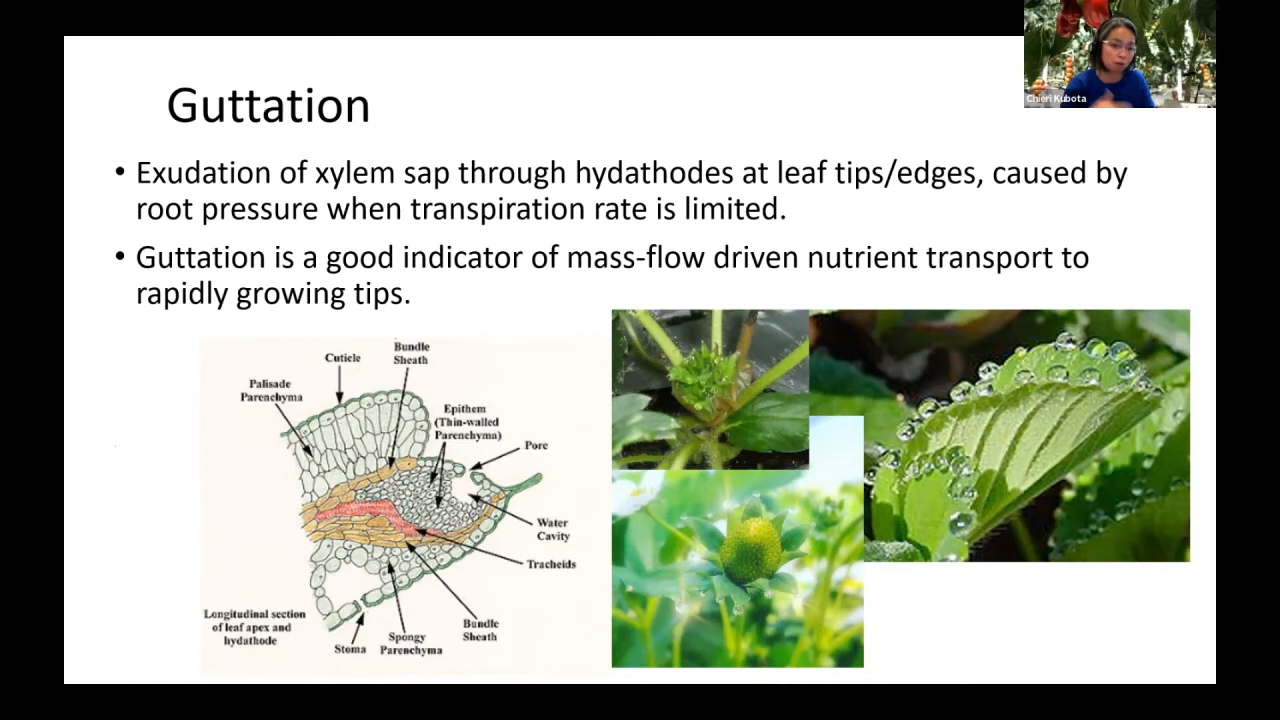 Chieri Kubota
Guttation
• Exudation of xylem sap through hydathodes at leaf tips/edges, caused by
root pressure when transpiration rate is limited.
• Guttation is a good indicator of mass-flow driven nutrient transport to
rapidly growing tips.
Bundle
Sheath
Cuticle
Palisade
Parenchyma
Epithem
(Thin-walled
Parenchyma)
Pore
Water
Cavity
Tracheids
Longitudinal section
of leaf apex and
hydathode
Stoma
Spongy
Parenchyma
Bundle
Sheath